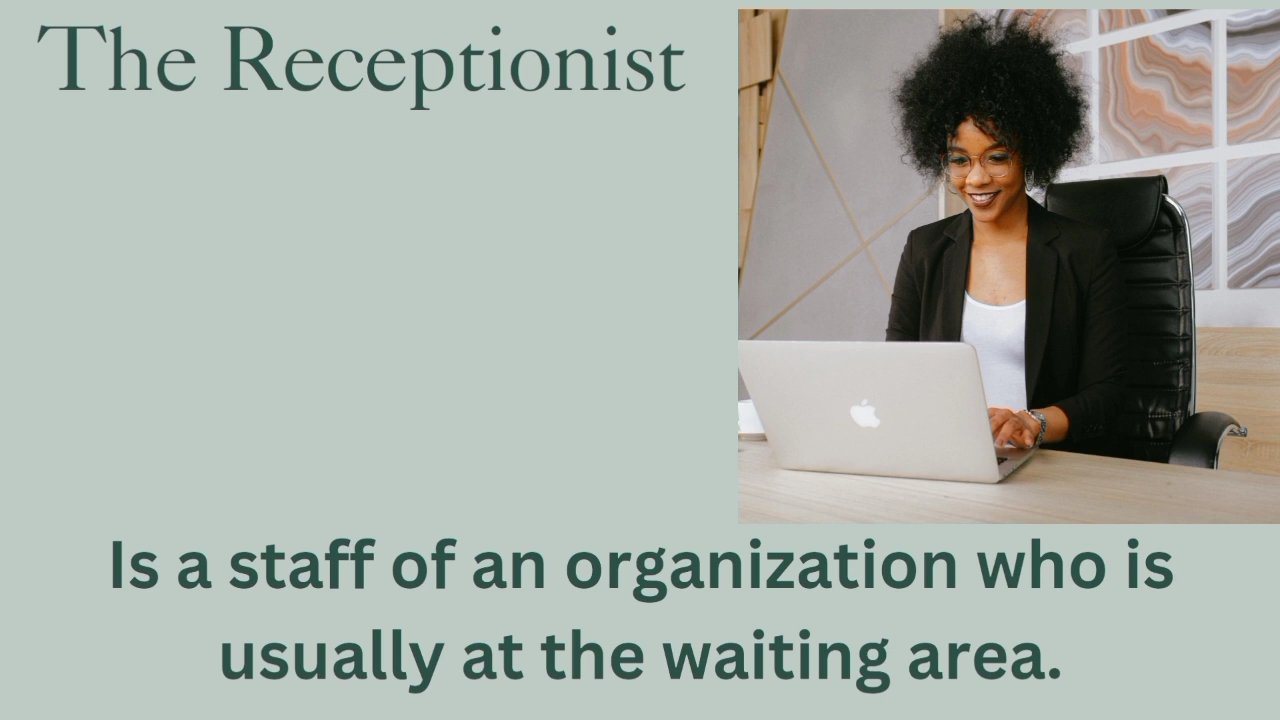 The Receptionist
Is a staff of an organization who is
usually at the waiting area.